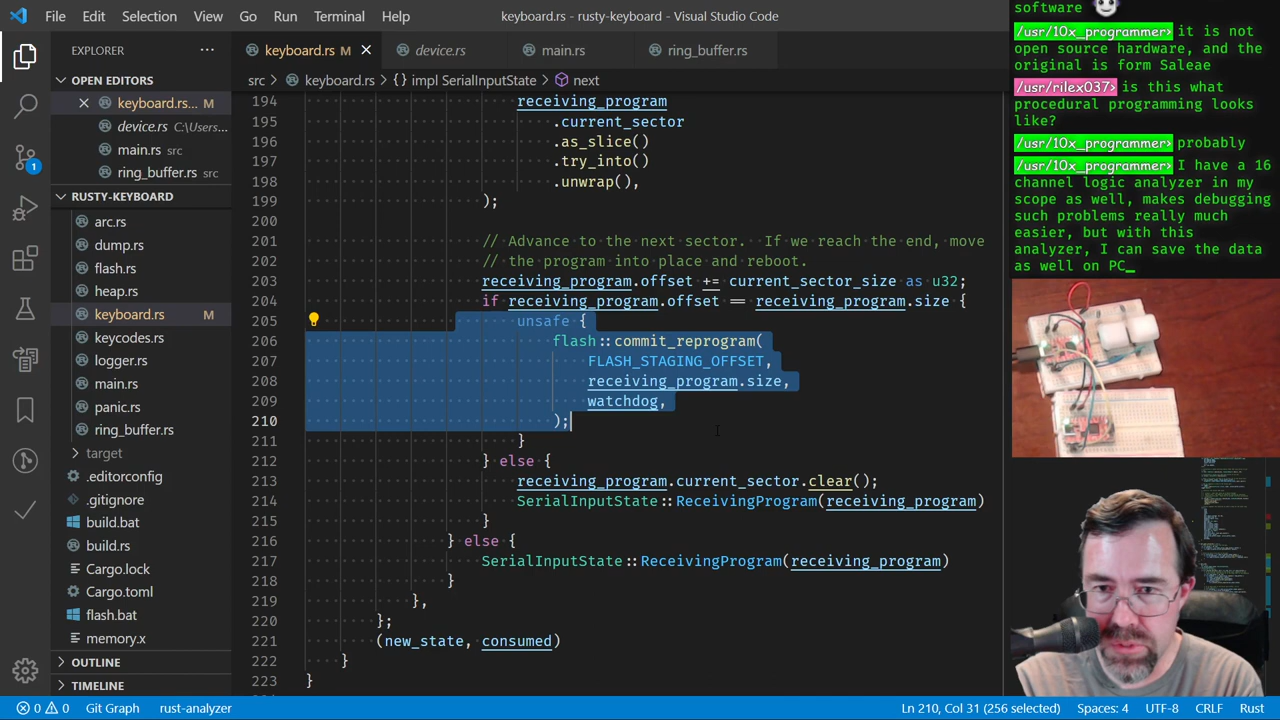 File Edit Selection View Go Run Terminal Help
keyboard.rs - rusty-keyboard - Visual Studio Code
EXPLORER
OPEN EDITORS
keyboard.rs... M
device.rs C:\Users...
main.rs src
ring_buffer.rs src
RUSTY-KEYBOARD
arc.rs
dump.rs
flash.rs
heap.rs
keyboard.rs M
keycodes.rs
logger.rs
main.rs
panic.rs
ring_buffer.rs
target
.editorconfig
.gitignore
build.bat
build.rs
Cargo.lock
Cargo.toml
flash.bat
memory.x
OUTLINE
TIMELINE
1
keyboard.rs M device.rs main.rs ring_buffer.rs
src keyboard.rs impl SerialInputState next
194 receiving_program
195 .current_sector
196 .as_slice()
197 .try_into()
198 .unwrap(),
199 );
200
201 // Advance to the next sector. If we reach the end, move
202 // the program into place and reboot.
203 receiving_program.offset += current_sector_size as u32;
204 if receiving_program.offset == receiving_program.size {
205 unsafe {
206 flash::commit_reprogram(
207 FLASH_STAGING_OFFSET,
208 receiving_program.size,
209 watchdog,
210 );
211 }
212 } else {
213 receiving_program.current_sector.clear();
214 SerialInputState::ReceivingProgram(receiving_program)
215 }
216 } else {
217 SerialInputState::ReceivingProgram(receiving_program)
218 }
219 },
220 };
221 (new_state, consumed)
222 }
223 }
software
/usr/10x_programmer> it is not
open source hardware, and the
original is form Saleae
/usr/rilex037> is this what
procedural programming looks
like?
/usr/10x_programmer> probably
/usr/10x_programmer> I have a 16
channel logic analyzer in my
scope as well, makes debugging
such problems really much
easier, but with this
analyzer, I can save the data
as well on PC_
0 0 Git Graph rust-analyzer
Ln 210, Col 31 (256 selected) Spaces: 4 UTF-8 CRLF Rust